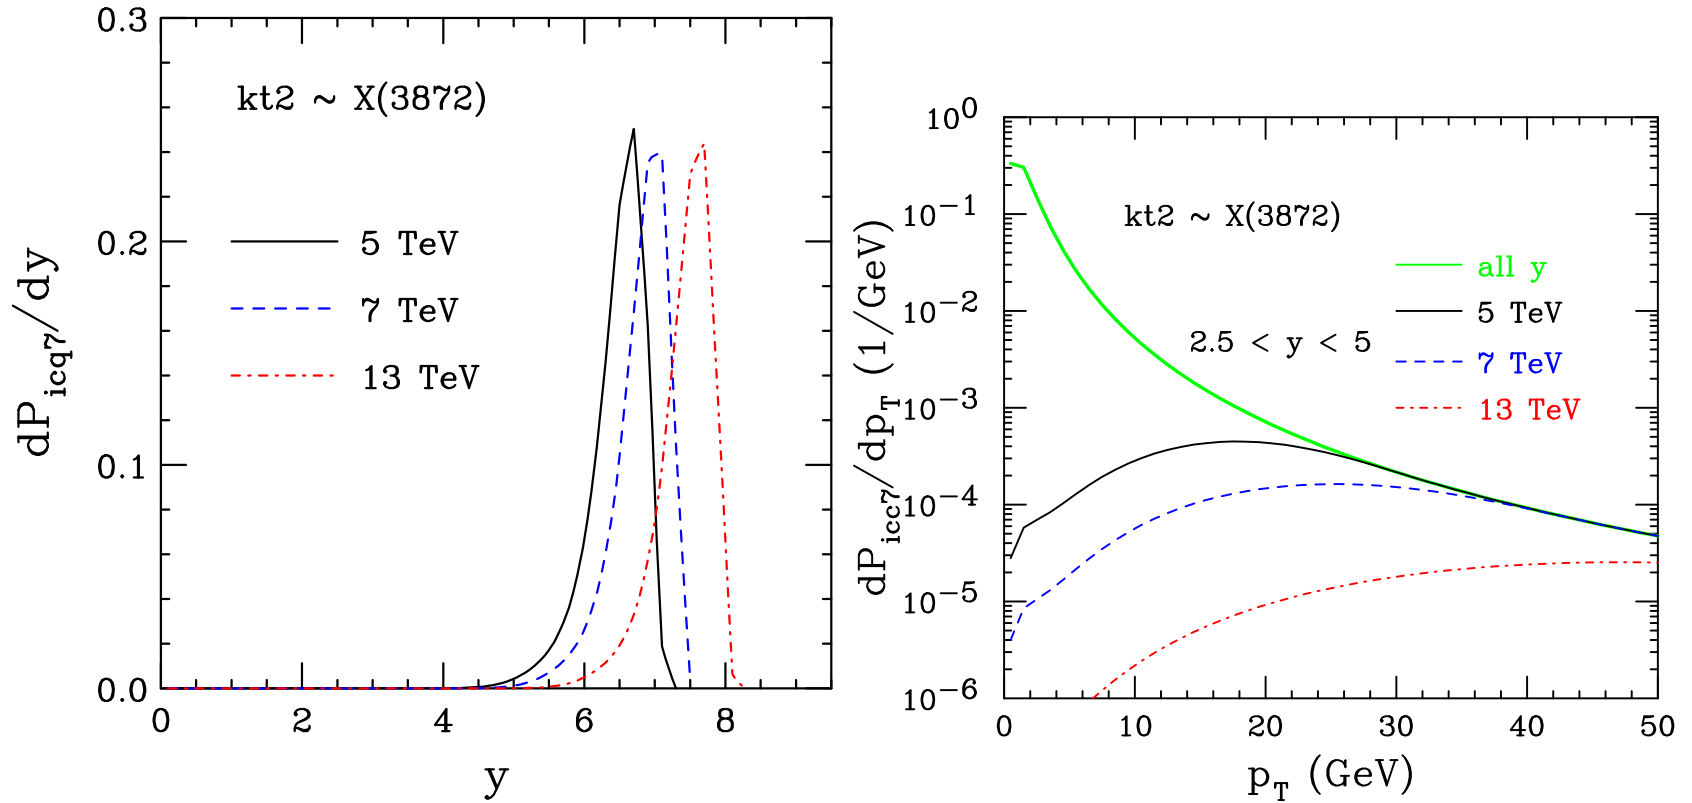 0.3
kt2 ~ X(3872)
0.2
5 TeV
7 TeV
13 TeV
0.1
0.0
0 2 4 6 8
y
dP_icq7/dy
10^0
kt2 ~ X(3872)
10^-1
all y
10^-2
5 TeV
2.5 < y < 5
7 TeV
10^-3
13 TeV
10^-4
10^-5
10^-6
0 10 20 30 40 50
p_T (GeV)
dP_icc7/dp_T (1/GeV)